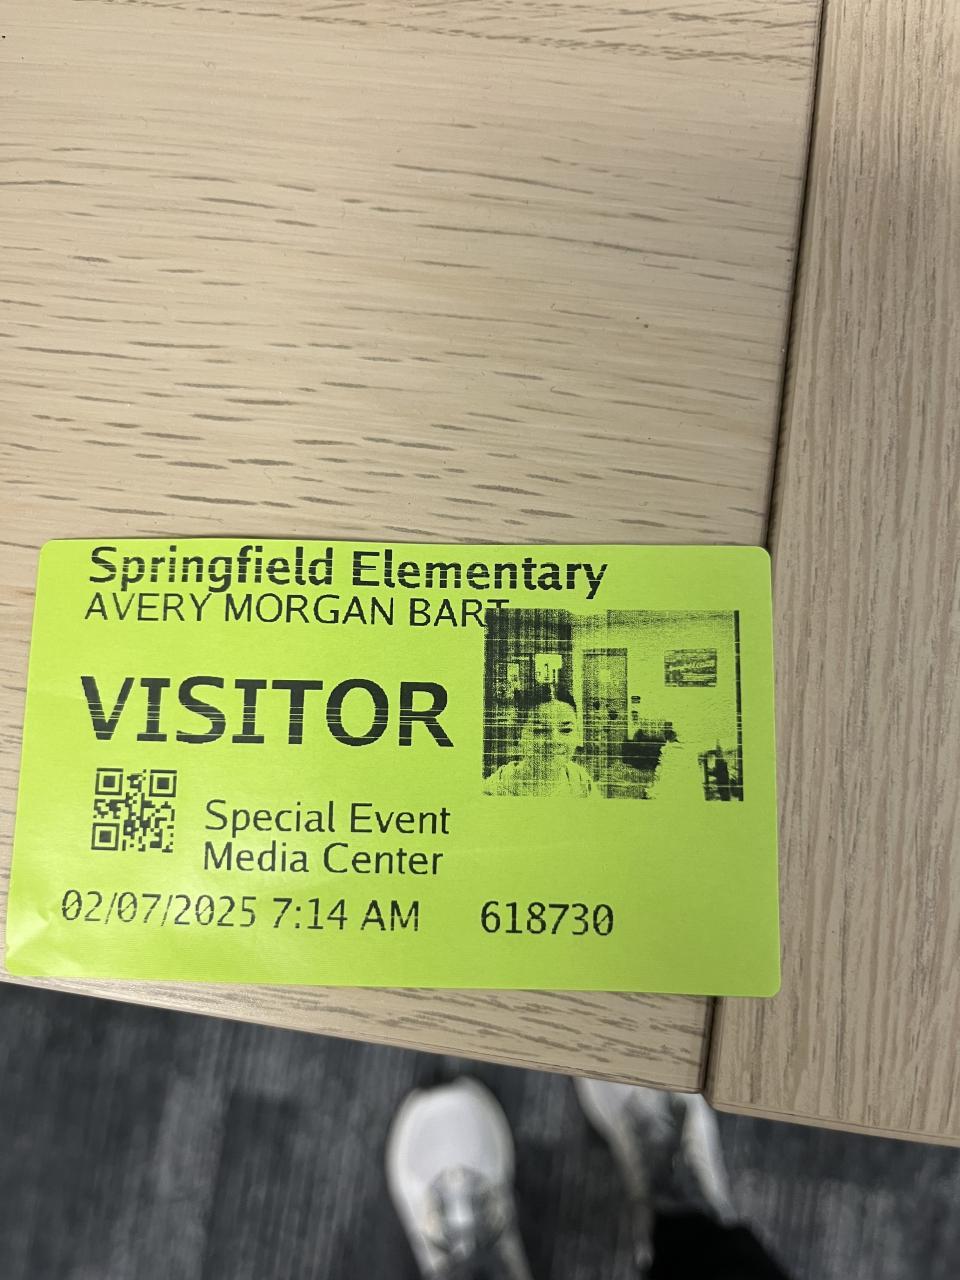 Springfield Elementary
AVERY MORGAN BART
VISITOR
Special Event
Media Center
02/07/2025 7:14 AM 618730